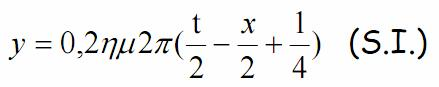 y = 0,2ημ2π(t/2 − x/2 + 1/4) (S.I.)